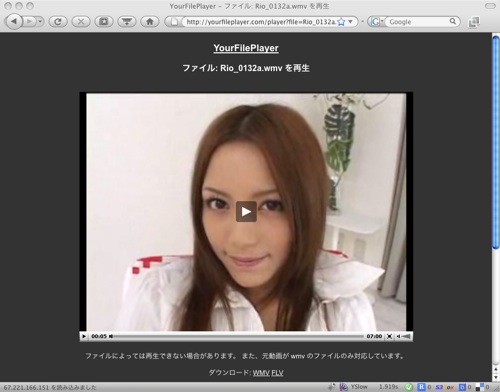 YourFilePlayer - ファイル: Rio_0132a.wmv を再生
http://yourfileplayer.com/player?file=Rio_0132a.
Google
YourFilePlayer
ファイル: Rio_0132a.wmv を再生
00:05
07:00
ファイルによっては再生できない場合があります。 また、元動画が wmv のファイルのみ対応しています。
ダウンロード: WMV FLV
67.221.166.151 を読み込みました
YSlow
1.919s
0
0